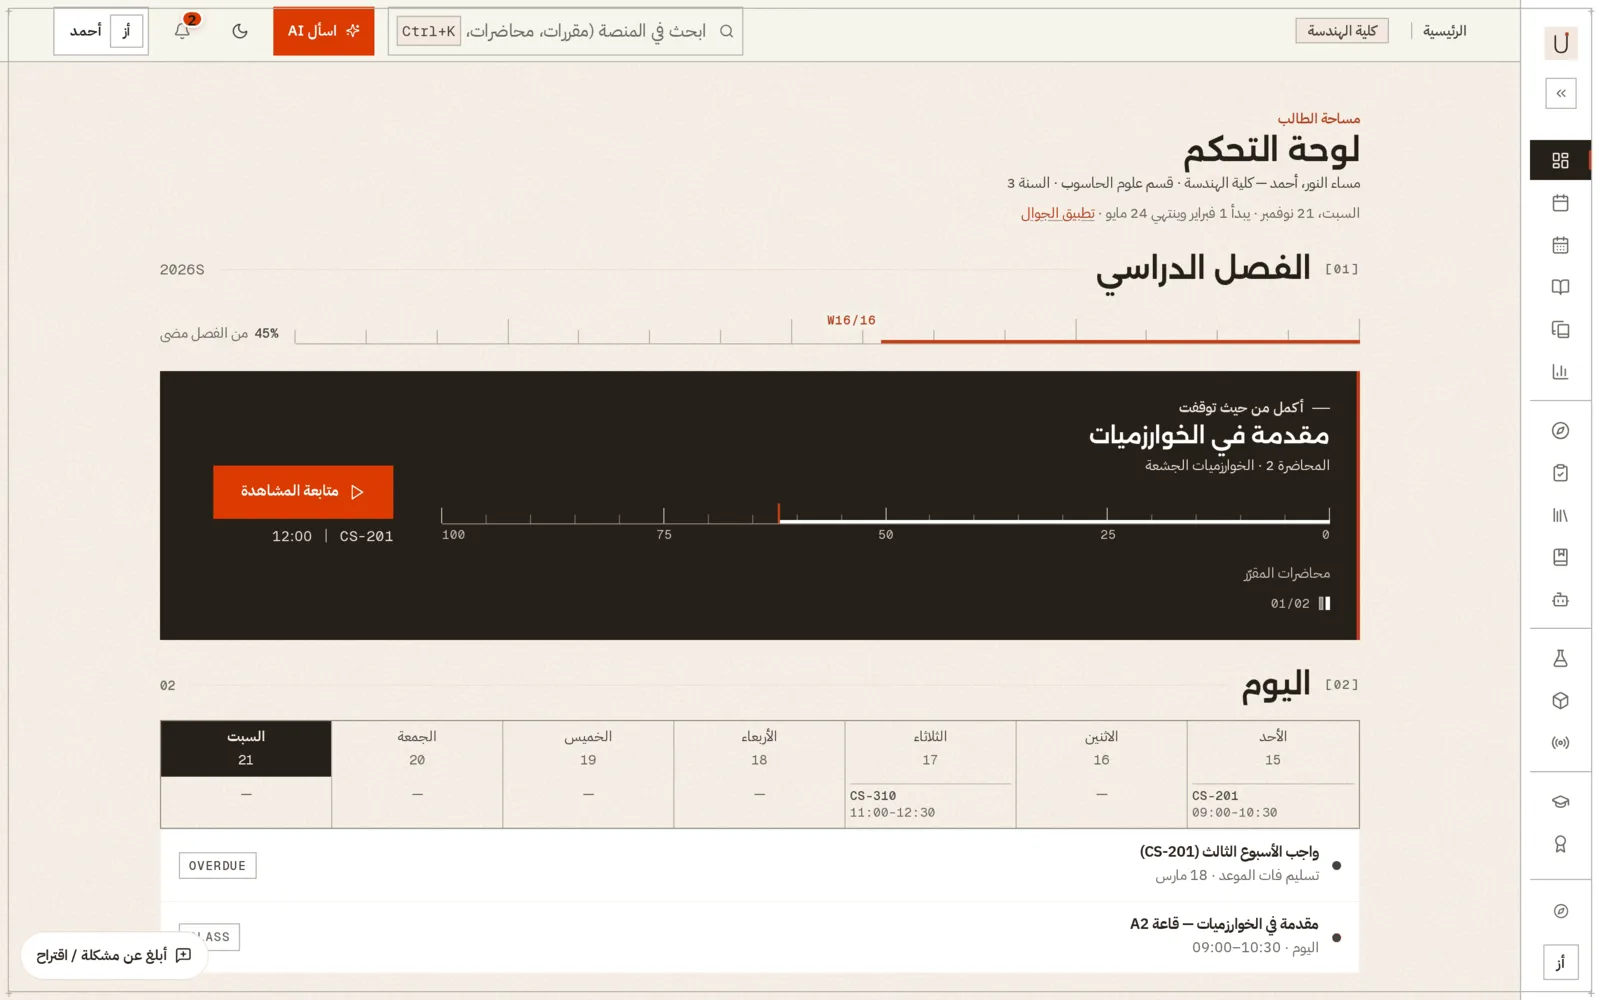 الرئيسية
كلية الهندسة
ابحث في المنصة (مقررات، محاضرات، Ctrl+K
اسأل AI
2
أز أحمد
مساحة الطالب
لوحة التحكم
مساء النور، أحمد — كلية الهندسة · قسم علوم الحاسوب · السنة 3
السبت، 21 نوفمبر · يبدأ 1 فبراير وينتهي 24 مايو · تطبيق الجوال
[01] الفصل الدراسي 2026S
W16/16
45% من الفصل مضى
— أكمل من حيث توقفت
مقدمة في الخوارزميات
المحاضرة 2 · الخوارزميات الجشعة
متابعة المشاهدة
CS-201 | 12:00
0 25 50 75 100
محاضرات المقرّر
01/02
[02] اليوم 02
الأحد الاثنين الثلاثاء الأربعاء الخميس الجمعة السبت
15 16 17 18 19 20 21
CS-201 — CS-310 — — — —
09:00-10:30 11:00-12:30
واجب الأسبوع الثالث (CS-201)
تسليم فات الموعد · 18 مارس
OVERDUE
مقدمة في الخوارزميات — قاعة A2
اليوم · 09:00–10:30
LASS
أبلغ عن مشكلة / اقتراح
أز